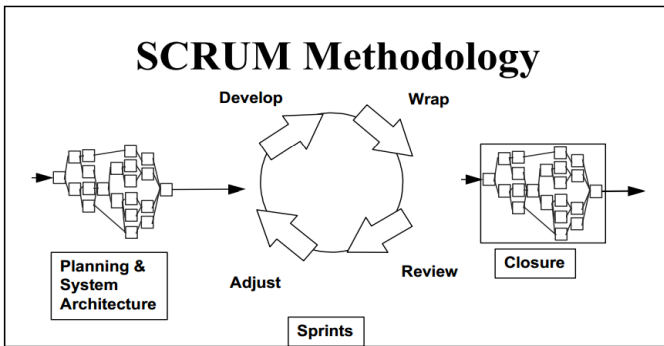 SCRUM Methodology
Develop
Wrap
Planning &
System
Architecture
Adjust
Review
Closure
Sprints